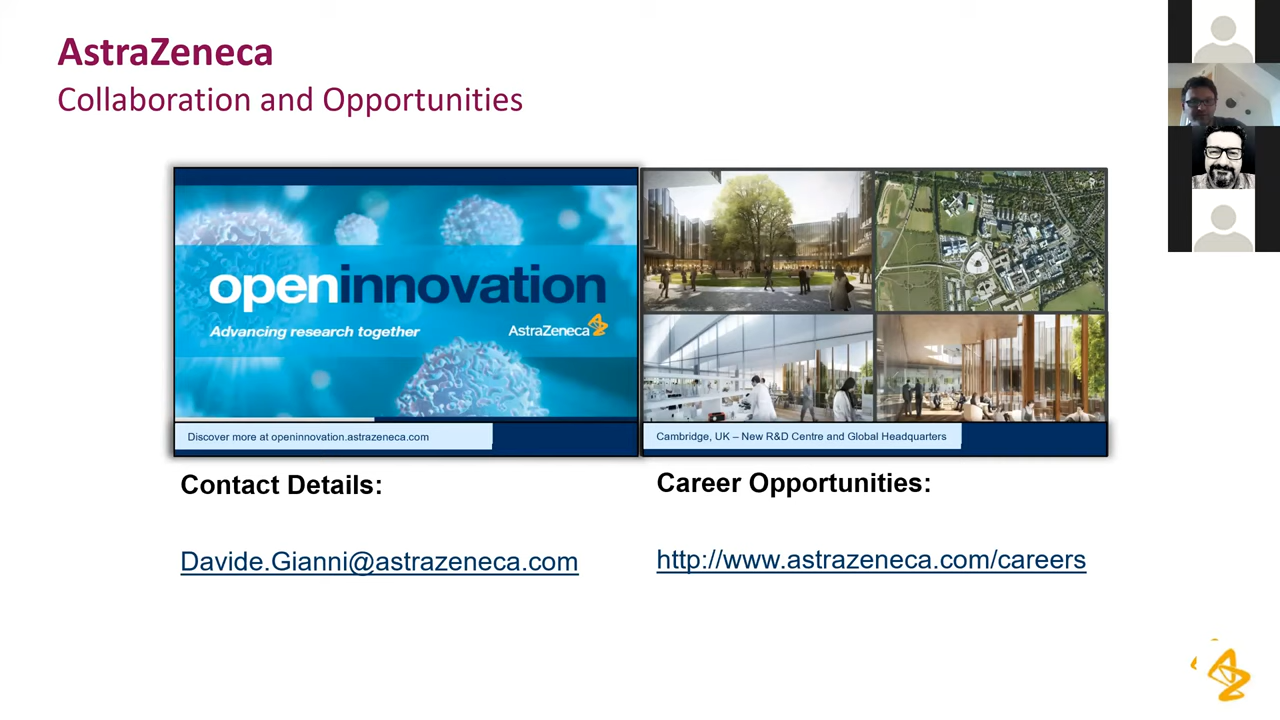 AstraZeneca
Collaboration and Opportunities
openinnovation
Advancing research together
AstraZeneca
Discover more at openinnovation.astrazeneca.com
Cambridge, UK – New R&D Centre and Global Headquarters
Contact Details:
Career Opportunities:
Davide.Gianni@astrazeneca.com
http://www.astrazeneca.com/careers